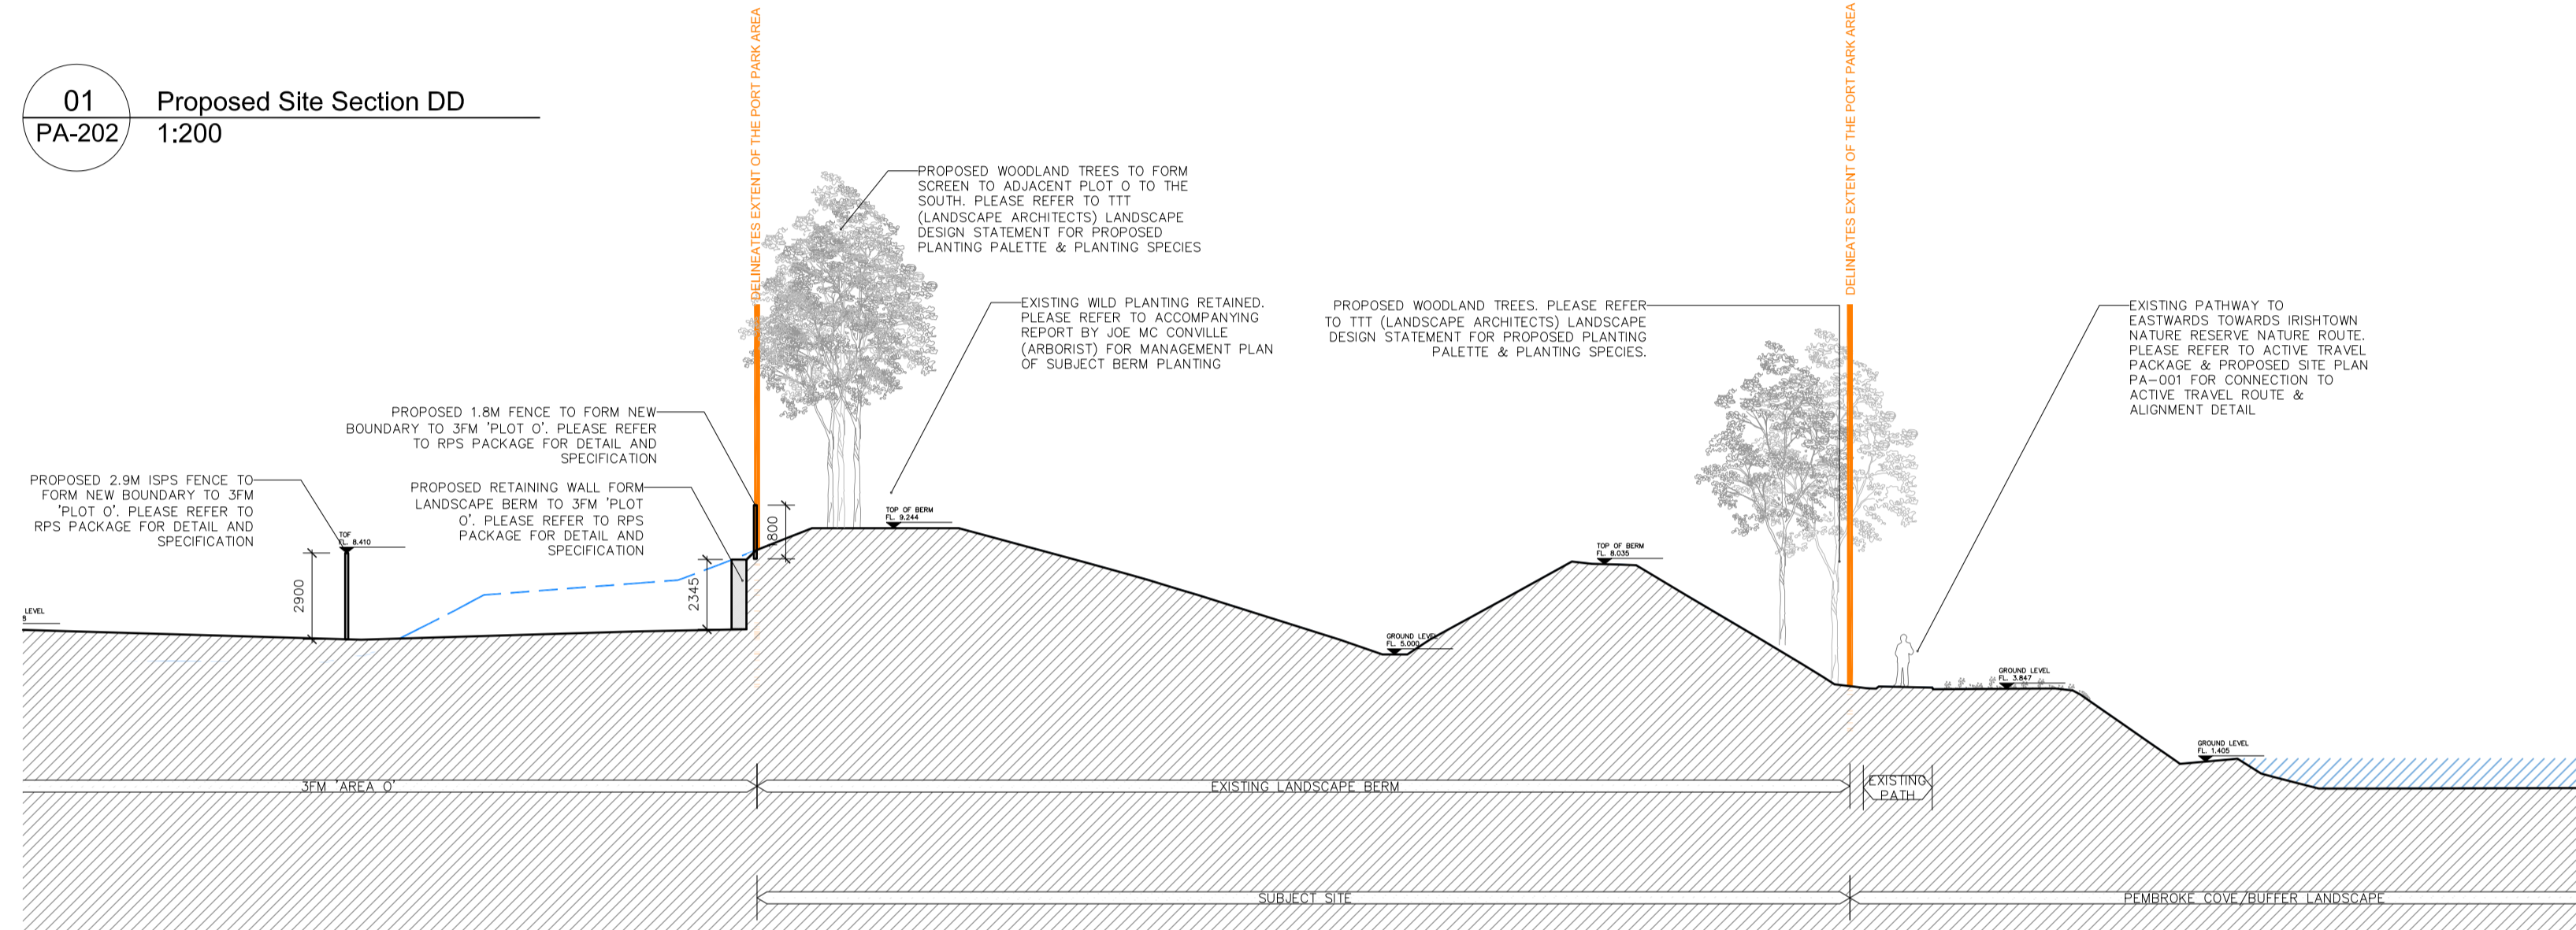 01
PA-202
Proposed Site Section DD
1:200
DELINEATES EXTENT OF THE PORT PARK AREA
DELINEATES EXTENT OF THE PORT PARK AREA
PROPOSED WOODLAND TREES TO FORM
SCREEN TO ADJACENT PLOT O TO THE
SOUTH. PLEASE REFER TO TTT
(LANDSCAPE ARCHITECTS) LANDSCAPE
DESIGN STATEMENT FOR PROPOSED
PLANTING PALETTE & PLANTING SPECIES
EXISTING WILD PLANTING RETAINED.
PLEASE REFER TO ACCOMPANYING
REPORT BY JOE MC CONVILLE
(ARBORIST) FOR MANAGEMENT PLAN
OF SUBJECT BERM PLANTING
PROPOSED WOODLAND TREES. PLEASE REFER
TO TTT (LANDSCAPE ARCHITECTS) LANDSCAPE
DESIGN STATEMENT FOR PROPOSED PLANTING
PALETTE & PLANTING SPECIES.
EXISTING PATHWAY TO
EASTWARDS TOWARDS IRISHTOWN
NATURE RESERVE NATURE ROUTE.
PLEASE REFER TO ACTIVE TRAVEL
PACKAGE & PROPOSED SITE PLAN
PA-001 FOR CONNECTION TO
ACTIVE TRAVEL ROUTE &
ALIGNMENT DETAIL
PROPOSED 1.8M FENCE TO FORM NEW
BOUNDARY TO 3FM 'PLOT O'. PLEASE REFER
TO RPS PACKAGE FOR DETAIL AND
SPECIFICATION
PROPOSED 2.9M ISPS FENCE TO
FORM NEW BOUNDARY TO 3FM
'PLOT O'. PLEASE REFER TO
RPS PACKAGE FOR DETAIL AND
SPECIFICATION
PROPOSED RETAINING WALL FORM
LANDSCAPE BERM TO 3FM 'PLOT
O'. PLEASE REFER TO RPS
PACKAGE FOR DETAIL AND
SPECIFICATION
TOF
FL. 8.410
TOP OF BERM
FL. 9.244
TOP OF BERM
FL. 8.035
2900
2345
800
LEVEL
8
GROUND LEVEL
FL. 5.000
GROUND LEVEL
FL. 3.847
GROUND LEVEL
FL. 1.405
3FM 'AREA O'
EXISTING LANDSCAPE BERM
EXISTING
PATH
SUBJECT SITE
PEMBROKE COVE/BUFFER LANDSCAPE